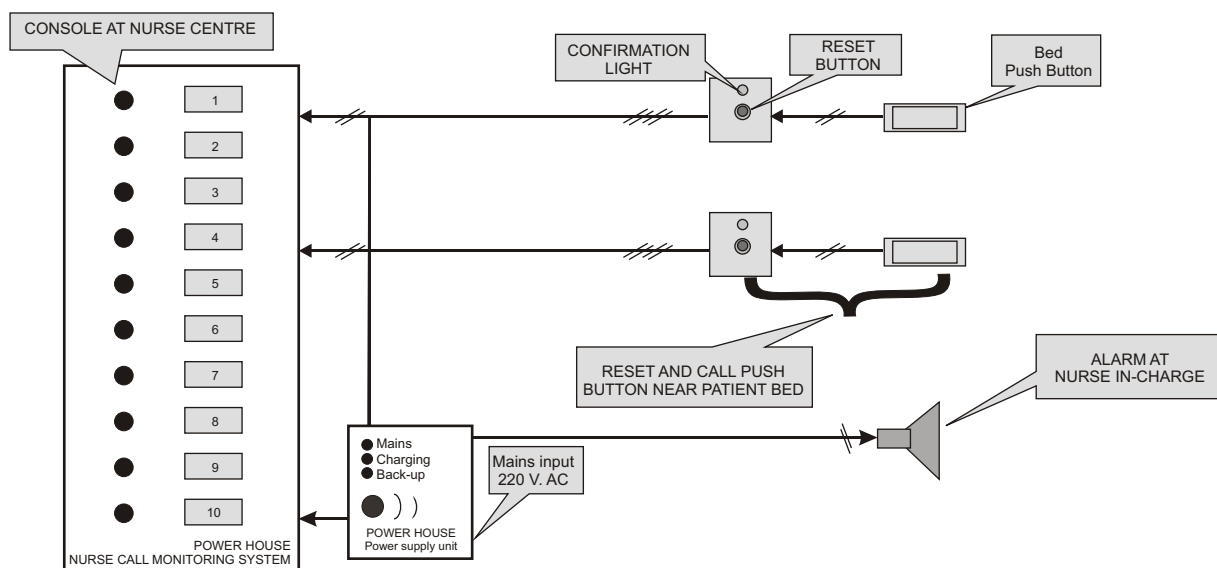 CONSOLE AT NURSE CENTRE
CONFIRMATION
LIGHT
RESET
BUTTON
Bed
Push Button
1
2
3
4
5
6
7
8
9
10
POWER HOUSE
NURSE CALL MONITORING SYSTEM
RESET AND CALL PUSH
BUTTON NEAR PATIENT BED
ALARM AT
NURSE IN-CHARGE
Mains
Charging
Back-up
POWER HOUSE
Power supply unit
Mains input
220 V. AC